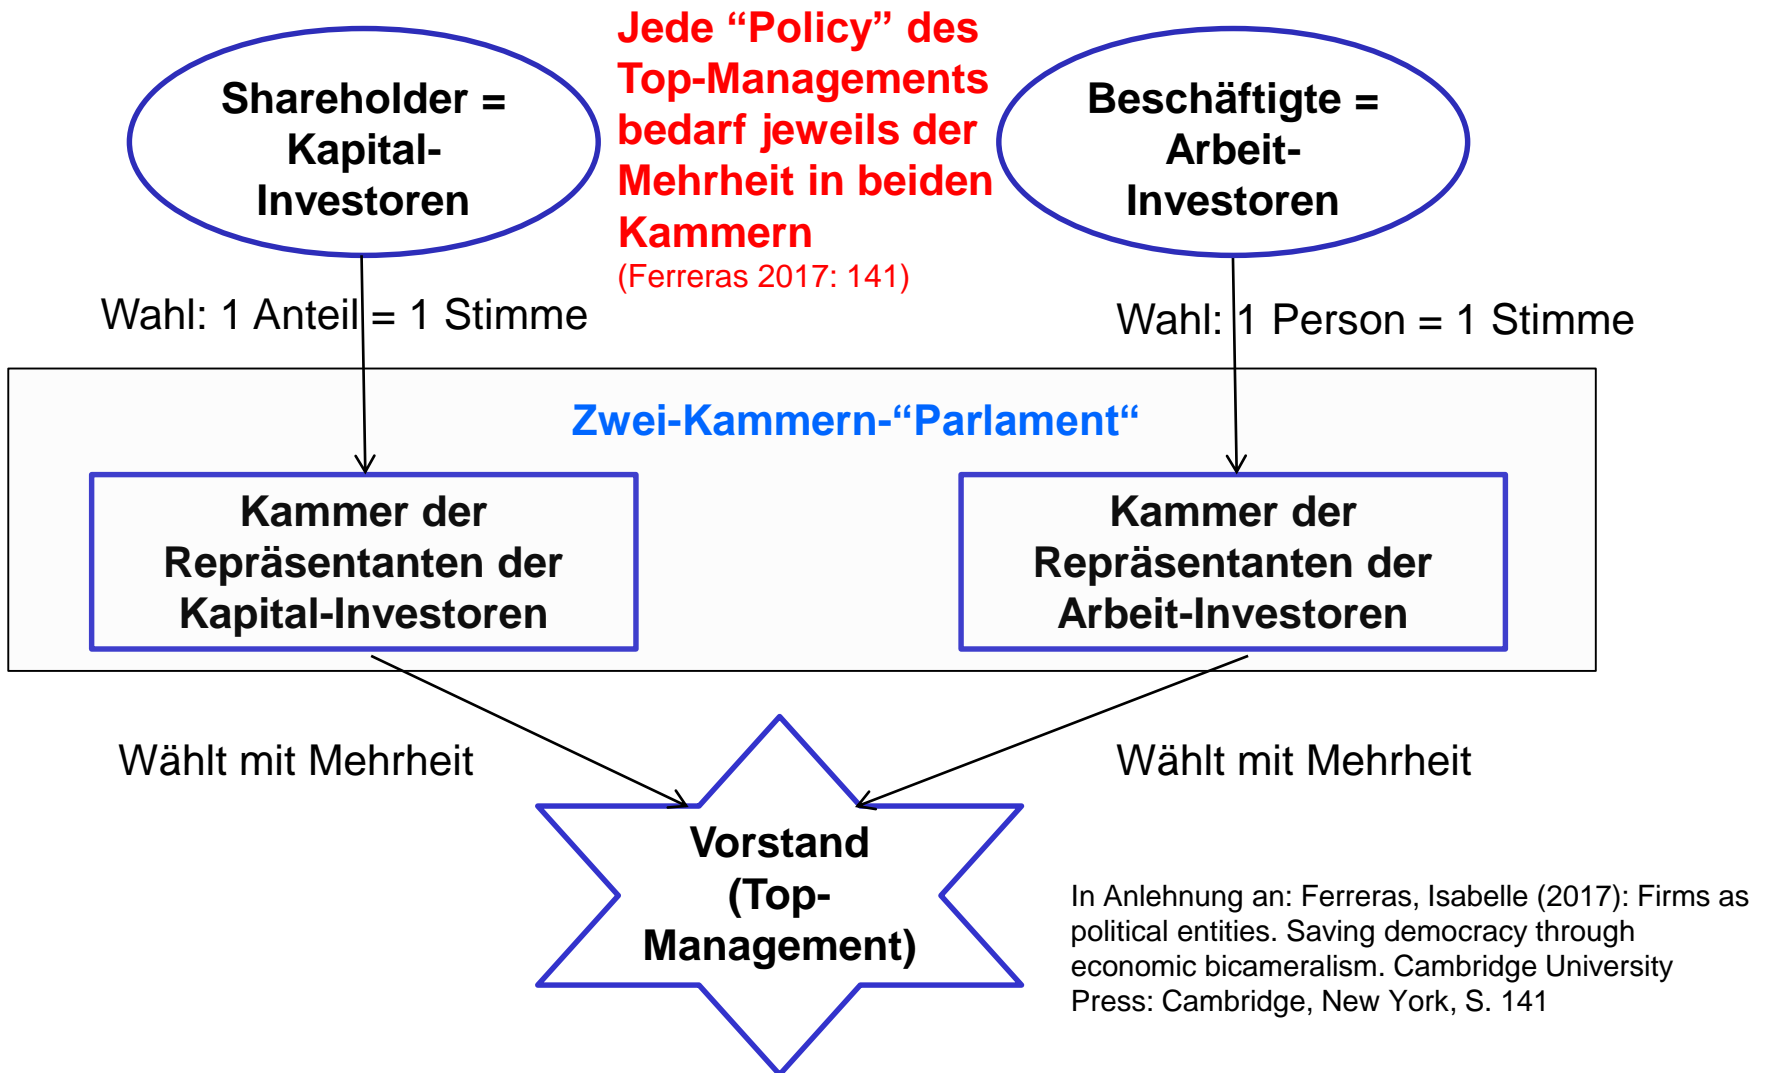 Jede “Policy” des
Top-Managements
bedarf jeweils der
Mehrheit in beiden
Kammern
(Ferreras 2017: 141)
Shareholder =
Kapital-
Investoren
Beschäftigte =
Arbeit-
Investoren
Wahl: 1 Anteil = 1 Stimme
Wahl: 1 Person = 1 Stimme
Zwei-Kammern-“Parlament“
Kammer der
Repräsentanten der
Kapital-Investoren
Kammer der
Repräsentanten der
Arbeit-Investoren
Wählt mit Mehrheit
Wählt mit Mehrheit
Vorstand
(Top-
Management)
In Anlehnung an: Ferreras, Isabelle (2017): Firms as
political entities. Saving democracy through
economic bicameralism. Cambridge University
Press: Cambridge, New York, S. 141